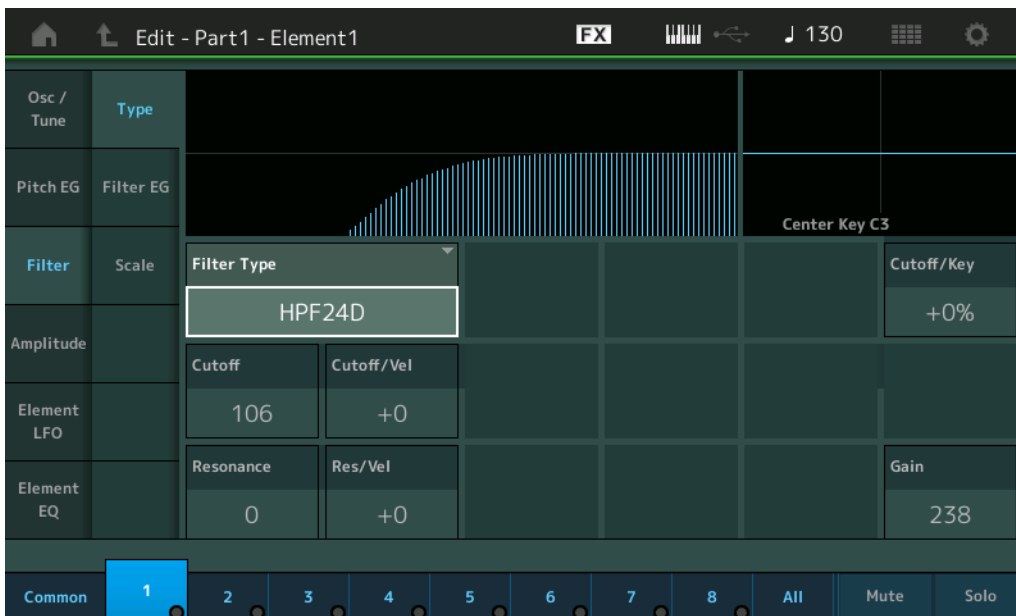 Edit - Part1 - Element1
FX
♩ 130
Osc /
Tune
Type
Pitch EG
Filter EG
Center Key C3
Filter
Scale
Filter Type
HPF24D
Cutoff/Key
+0%
Amplitude
Cutoff
Cutoff/Vel
106
+0
Element
LFO
Resonance
Res/Vel
Gain
Element
EQ
0
+0
238
Common
1
2
3
4
5
6
7
8
All
Mute
Solo